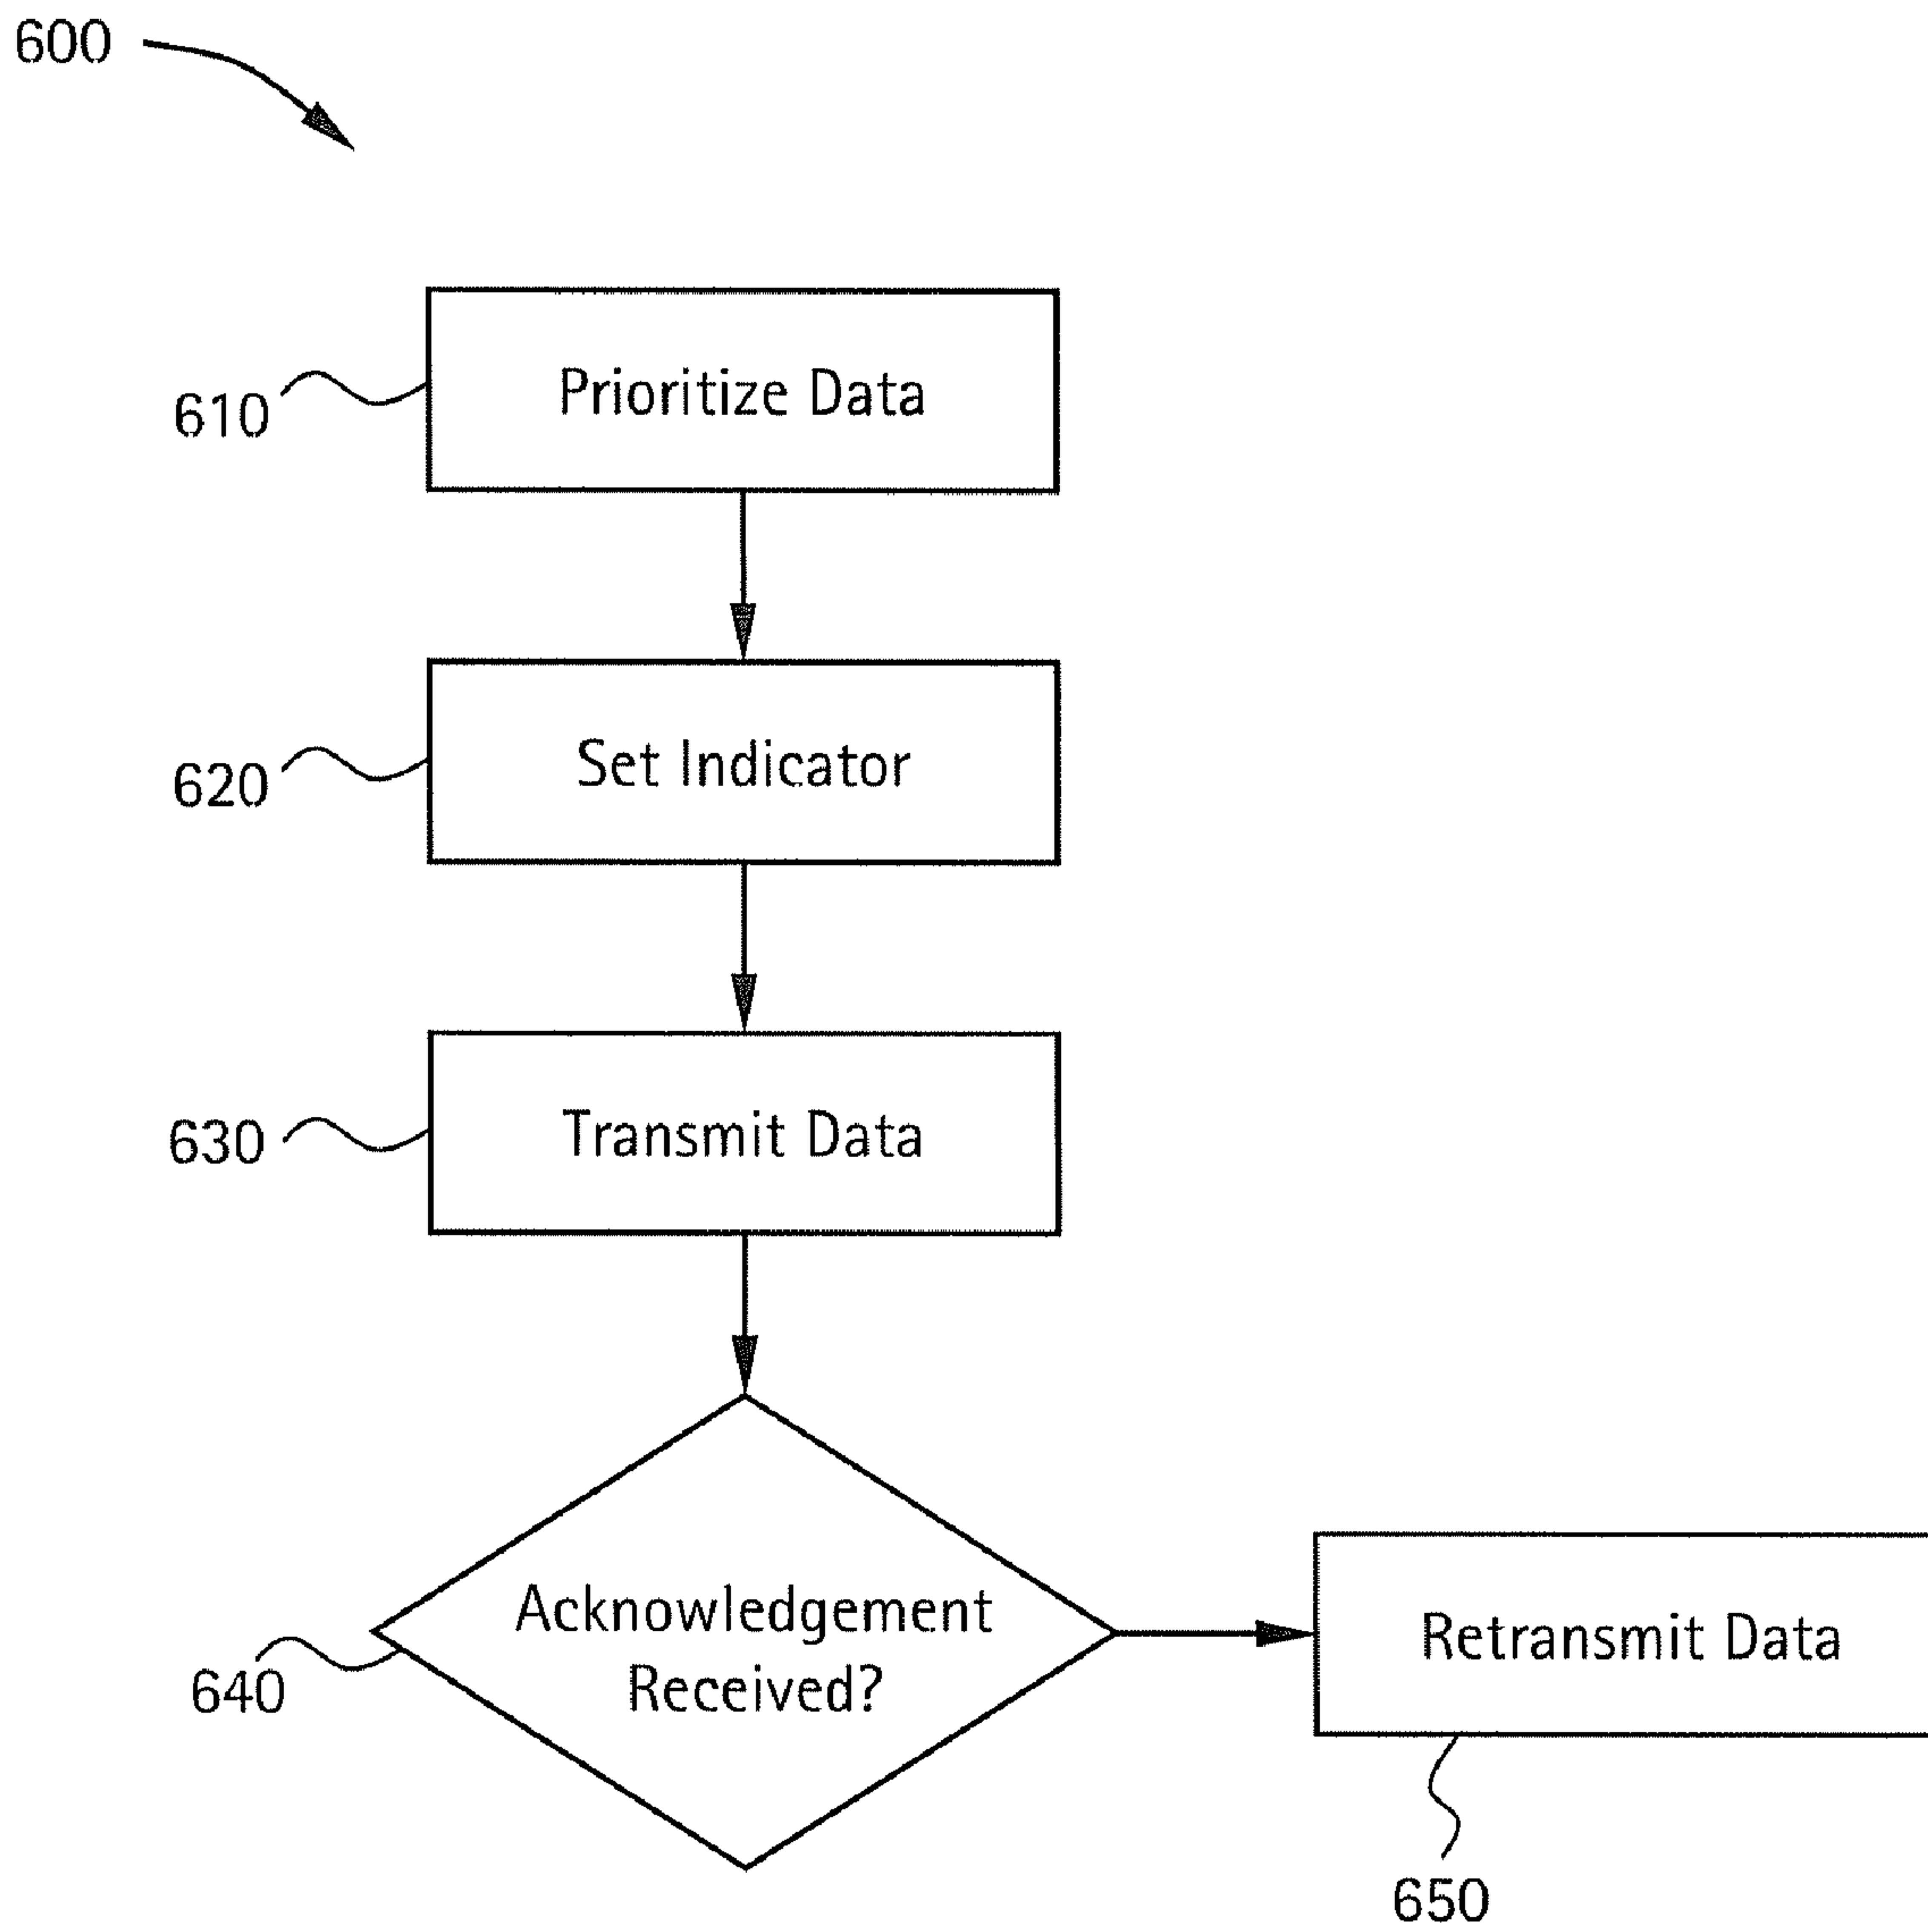 600
Prioritize Data
610
Set Indicator
620
Transmit Data
630
Acknowledgement
Received?
640
Retransmit Data
650